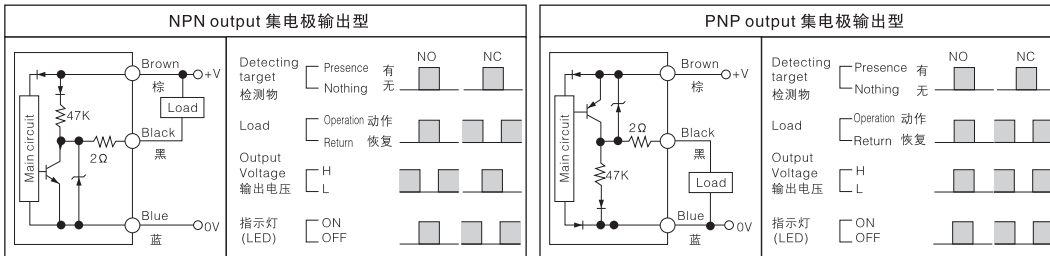 NPN output 集电极输出型
Brown
棕
+V
Load
47K
Black
黑
2Ω
Main circuit
Blue
蓝
0V
NO NC
Detecting target 检测物
Presence 有
Nothing 无
Load
Operation 动作
Return 恢复
Output Voltage 输出电压
H
L
指示灯 (LED)
ON
OFF
PNP output 集电极输出型
Brown
棕
+V
Black
黑
2Ω
Main circuit
47K
Load
Blue
蓝
0V
NO NC
Detecting target 检测物
Presence 有
Nothing 无
Load
Operation 动作
Return 恢复
Output Voltage 输出电压
H
L
指示灯 (LED)
ON
OFF